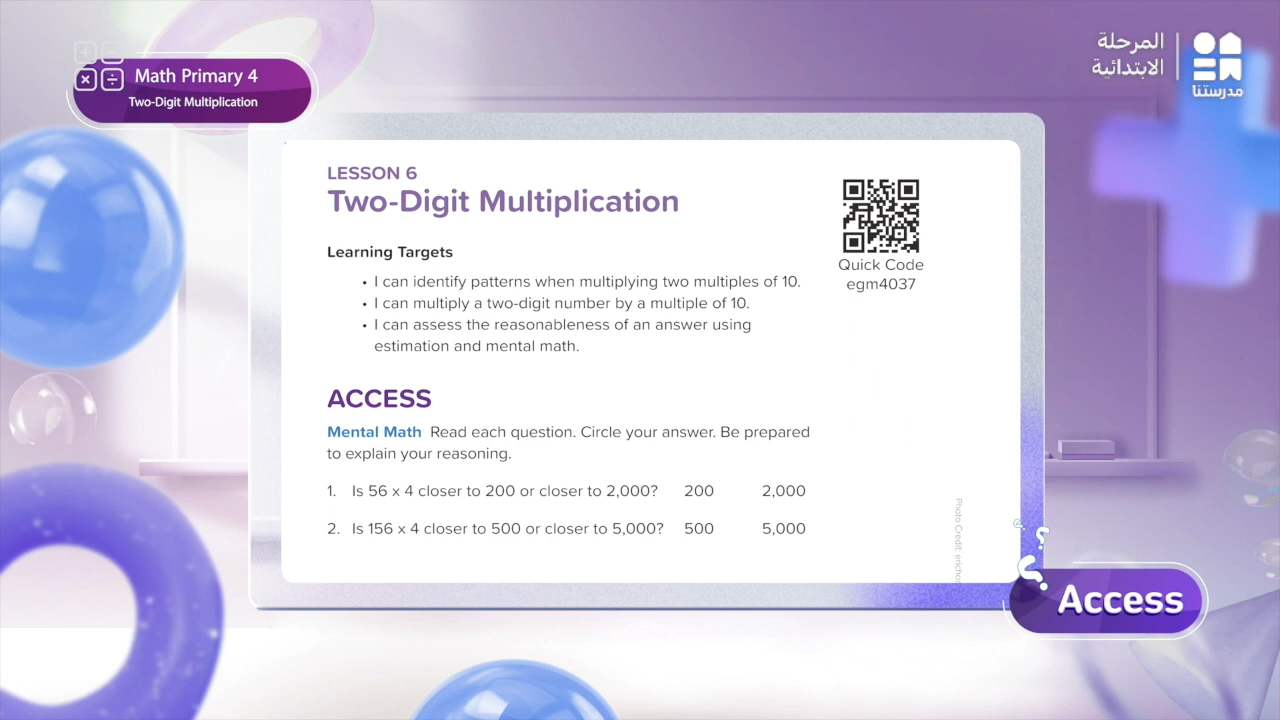 Math Primary 4
Two-Digit Multiplication
المرحلة
الابتدائية
مدرستنا
LESSON 6
Two-Digit Multiplication
Quick Code
egm4037
Learning Targets
• I can identify patterns when multiplying two multiples of 10.
• I can multiply a two-digit number by a multiple of 10.
• I can assess the reasonableness of an answer using
estimation and mental math.
ACCESS
Mental Math Read each question. Circle your answer. Be prepared
to explain your reasoning.
1. Is 56 x 4 closer to 200 or closer to 2,000? 200 2,000
2. Is 156 x 4 closer to 500 or closer to 5,000? 500 5,000
Photo Credit:
Access